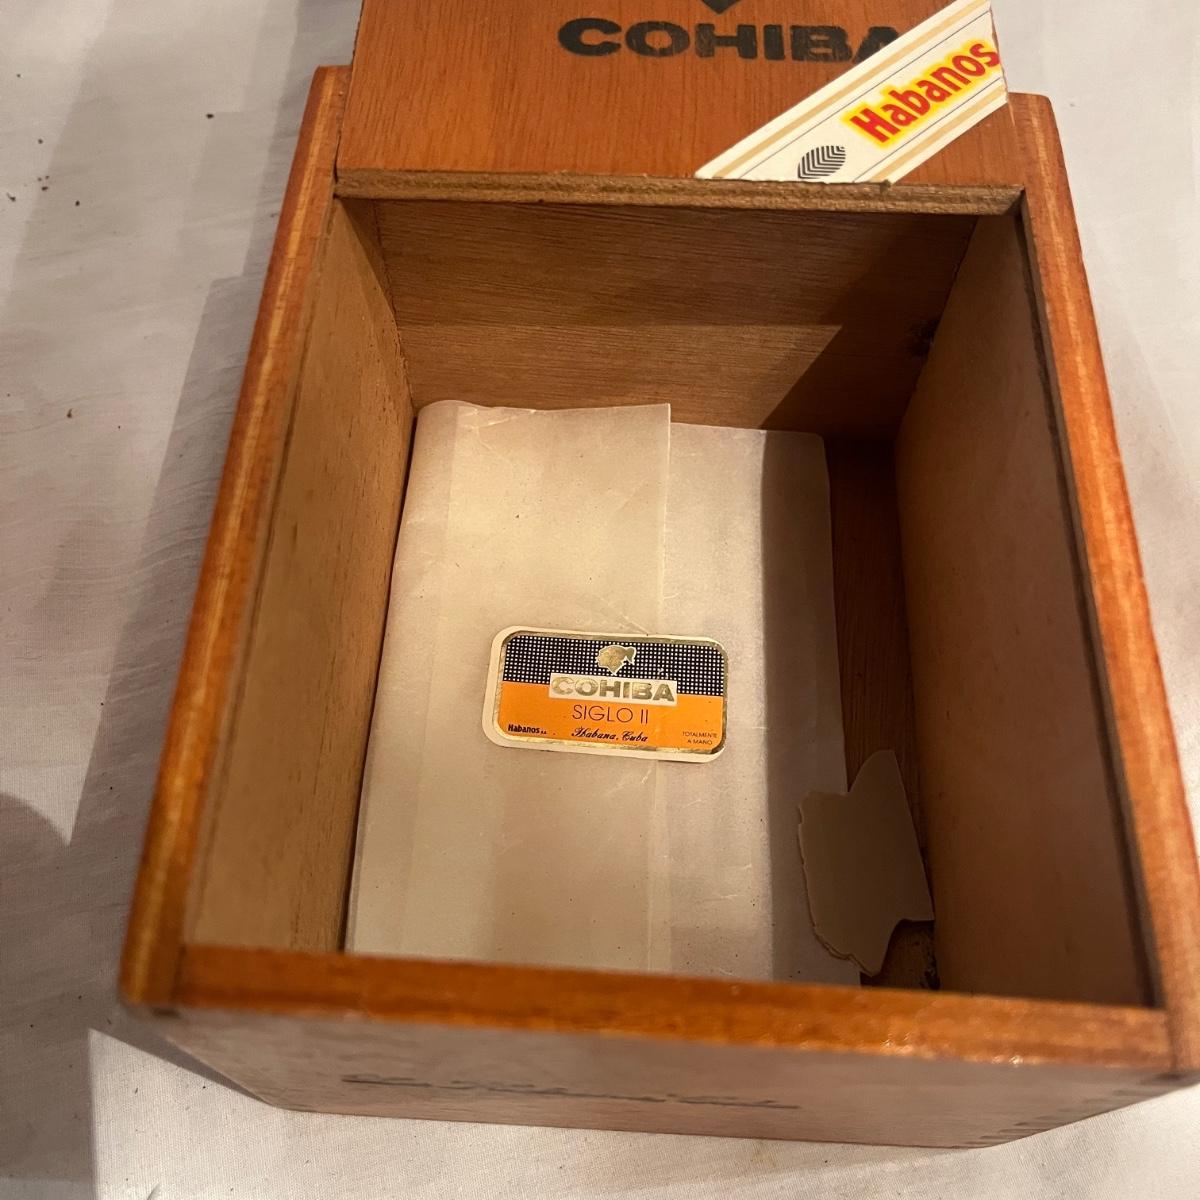 COHIBA
Habanos
COHIBA
SIGLO II
Habanos s.a.
Habana, Cuba
TOTALMENTE
A MANO